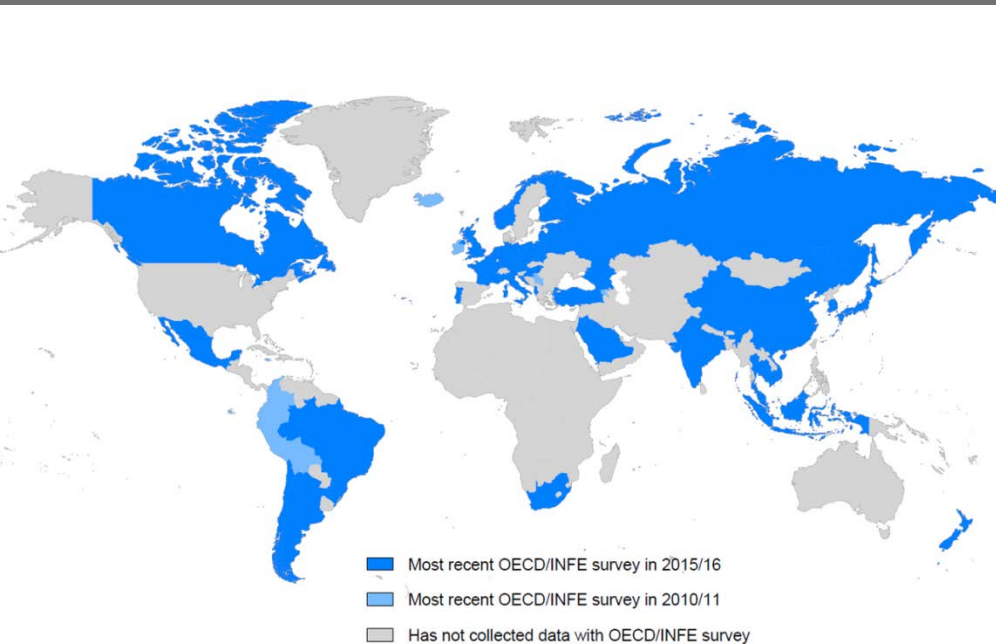 Most recent OECD/INFE survey in 2015/16
Most recent OECD/INFE survey in 2010/11
Has not collected data with OECD/INFE survey